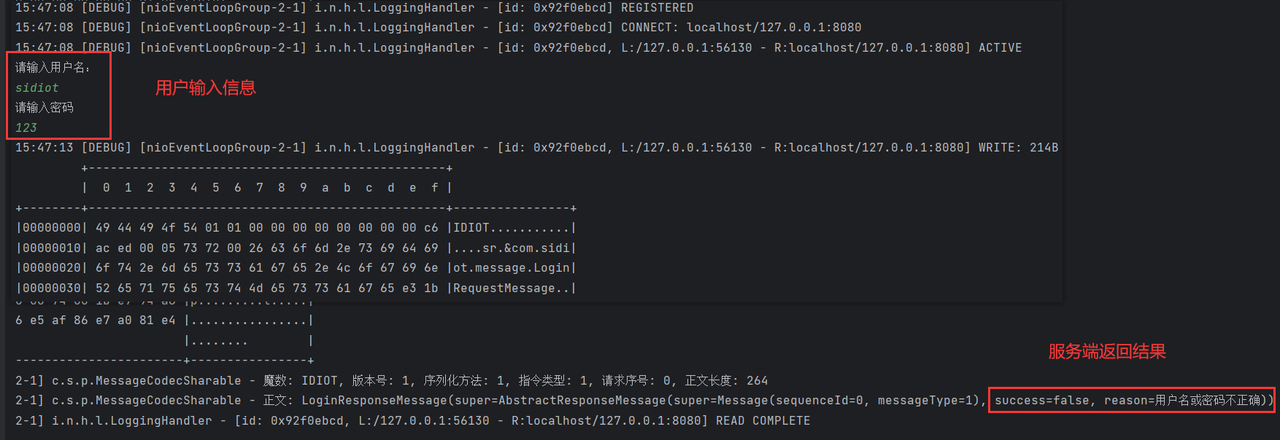 15:47:08 [DEBUG] [nioEventLoopGroup-2-1] i.n.h.l.LoggingHandler - [id: 0x92f0ebcd] REGISTERED
15:47:08 [DEBUG] [nioEventLoopGroup-2-1] i.n.h.l.LoggingHandler - [id: 0x92f0ebcd] CONNECT: localhost/127.0.0.1:8080
15:47:08 [DEBUG] [nioEventLoopGroup-2-1] i.n.h.l.LoggingHandler - [id: 0x92f0ebcd, L:/127.0.0.1:56130 - R:localhost/127.0.0.1:8080] ACTIVE
请输入用户名:
sidiot
用户输入信息
请输入密码
123
15:47:13 [DEBUG] [nioEventLoopGroup-2-1] i.n.h.l.LoggingHandler - [id: 0x92f0ebcd, L:/127.0.0.1:56130 - R:localhost/127.0.0.1:8080] WRITE: 214B
+-------------------------------------------------+
| 0 1 2 3 4 5 6 7 8 9 a b c d e f |
+--------+-------------------------------------------------+----------------+
|00000000| 49 44 49 4f 54 01 01 00 00 00 00 00 00 00 00 c6 |IDIOT...........|
|00000010| ac ed 00 05 73 72 00 26 63 6f 6d 2e 73 69 64 69 |....sr.&com.sidi|
|00000020| 6f 74 2e 6d 65 73 73 61 67 65 2e 4c 6f 67 69 6e |ot.message.Login|
|00000030| 52 65 71 75 65 73 74 4d 65 73 73 61 67 65 e3 1b |RequestMessage..|
6 e5 af 86 e7 a0 81 e4 |................|
|........ |
-----------------------+----------------+
服务端返回结果
2-1] c.s.p.MessageCodecSharable - 魔数: IDIOT, 版本号: 1, 序列化方法: 1, 指令类型: 1, 请求序号: 0, 正文长度: 264
2-1] c.s.p.MessageCodecSharable - 正文: LoginResponseMessage(super=AbstractResponseMessage(super=Message(sequenceId=0, messageType=1), success=false, reason=用户名或密码不正确))
2-1] i.n.h.l.LoggingHandler - [id: 0x92f0ebcd, L:/127.0.0.1:56130 - R:localhost/127.0.0.1:8080] READ COMPLETE